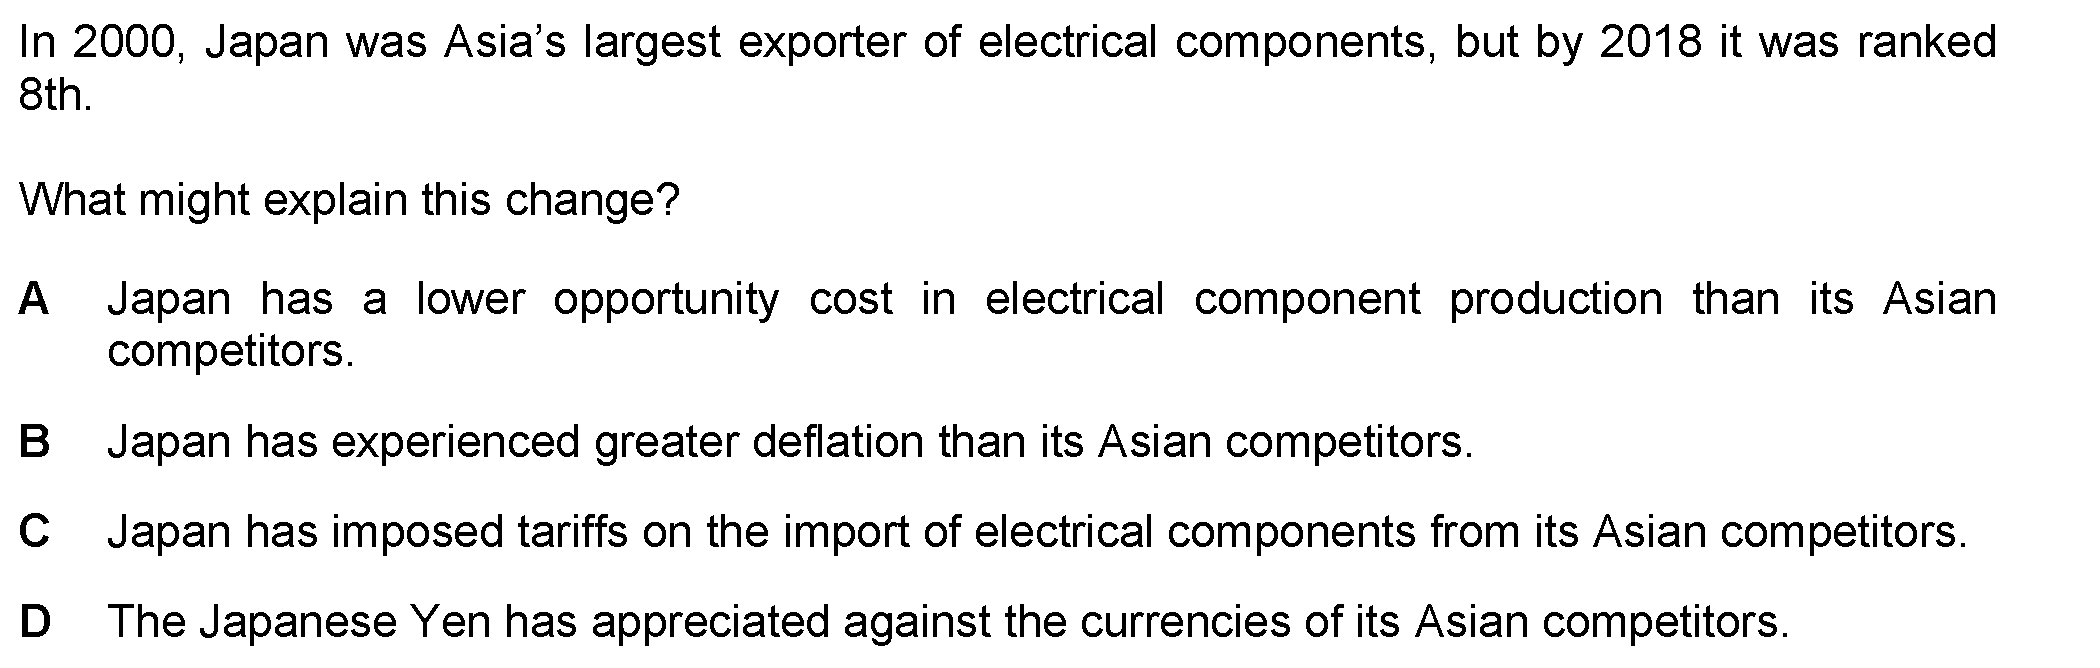 In 2000, Japan was Asia’s largest exporter of electrical components, but by 2018 it was ranked
8th.
What might explain this change?
A Japan has a lower opportunity cost in electrical component production than its Asian
competitors.
B Japan has experienced greater deflation than its Asian competitors.
C Japan has imposed tariffs on the import of electrical components from its Asian competitors.
D The Japanese Yen has appreciated against the currencies of its Asian competitors.